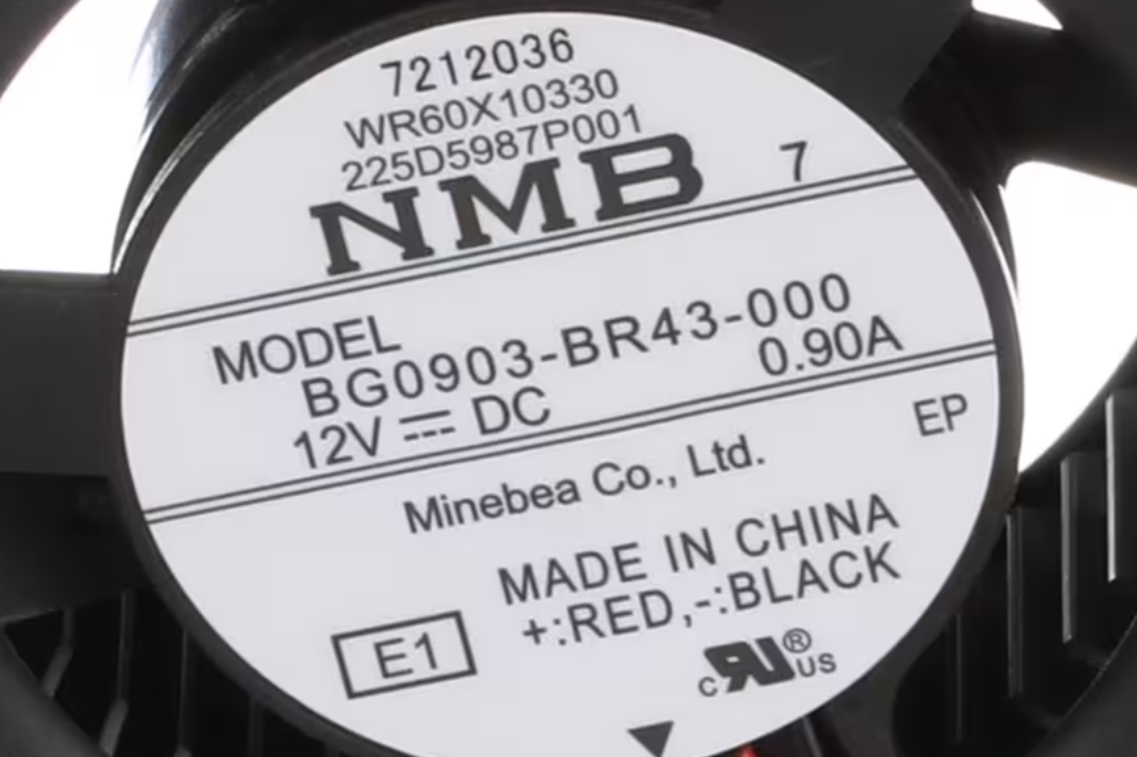 7212036
WR60X10330
225D5987P001
NMB 7
MODEL
BG0903-BR43-000
12V DC 0.90A
Minebea Co., Ltd. EP
MADE IN CHINA
+:RED,-:BLACK
E1
c RU ® US